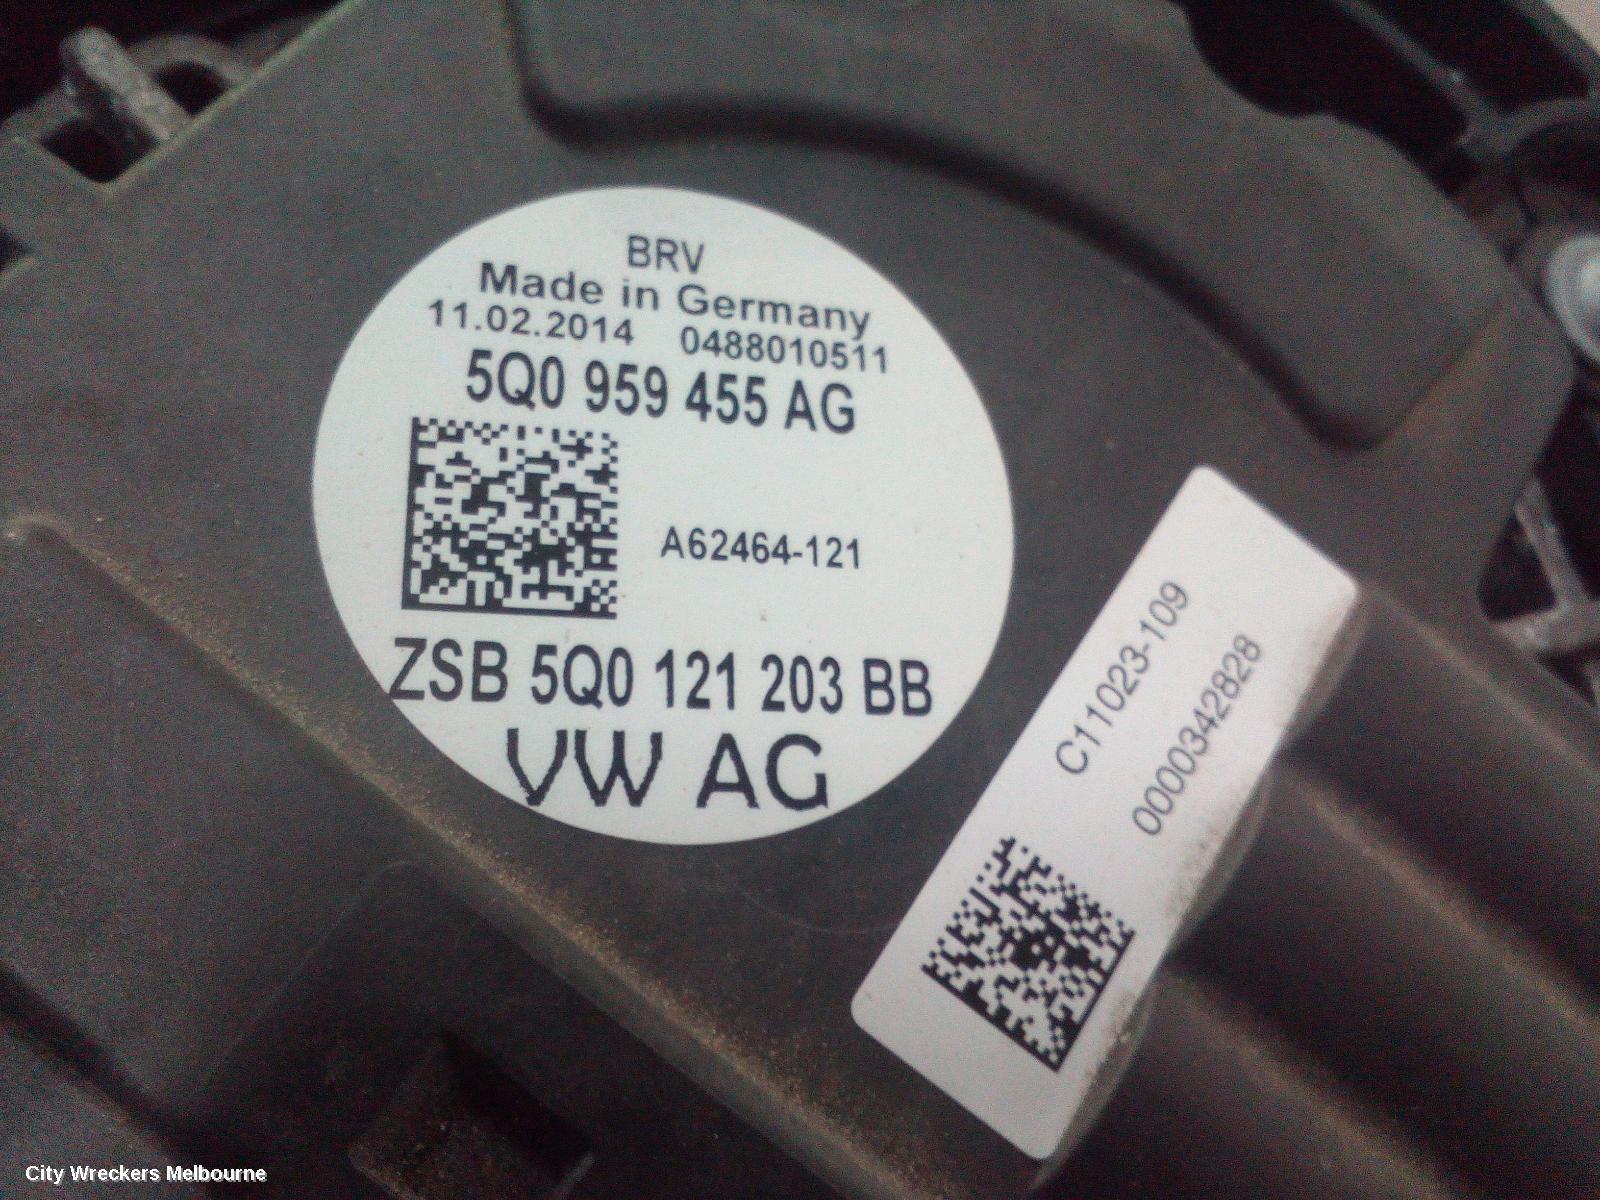 BRV
Made in Germany
11.02.2014 0488010511
5Q0 959 455 AG
A62464-121
ZSB 5Q0 121 203 BB
VW AG
C11023-109
0000342828
City Wreckers Melbourne